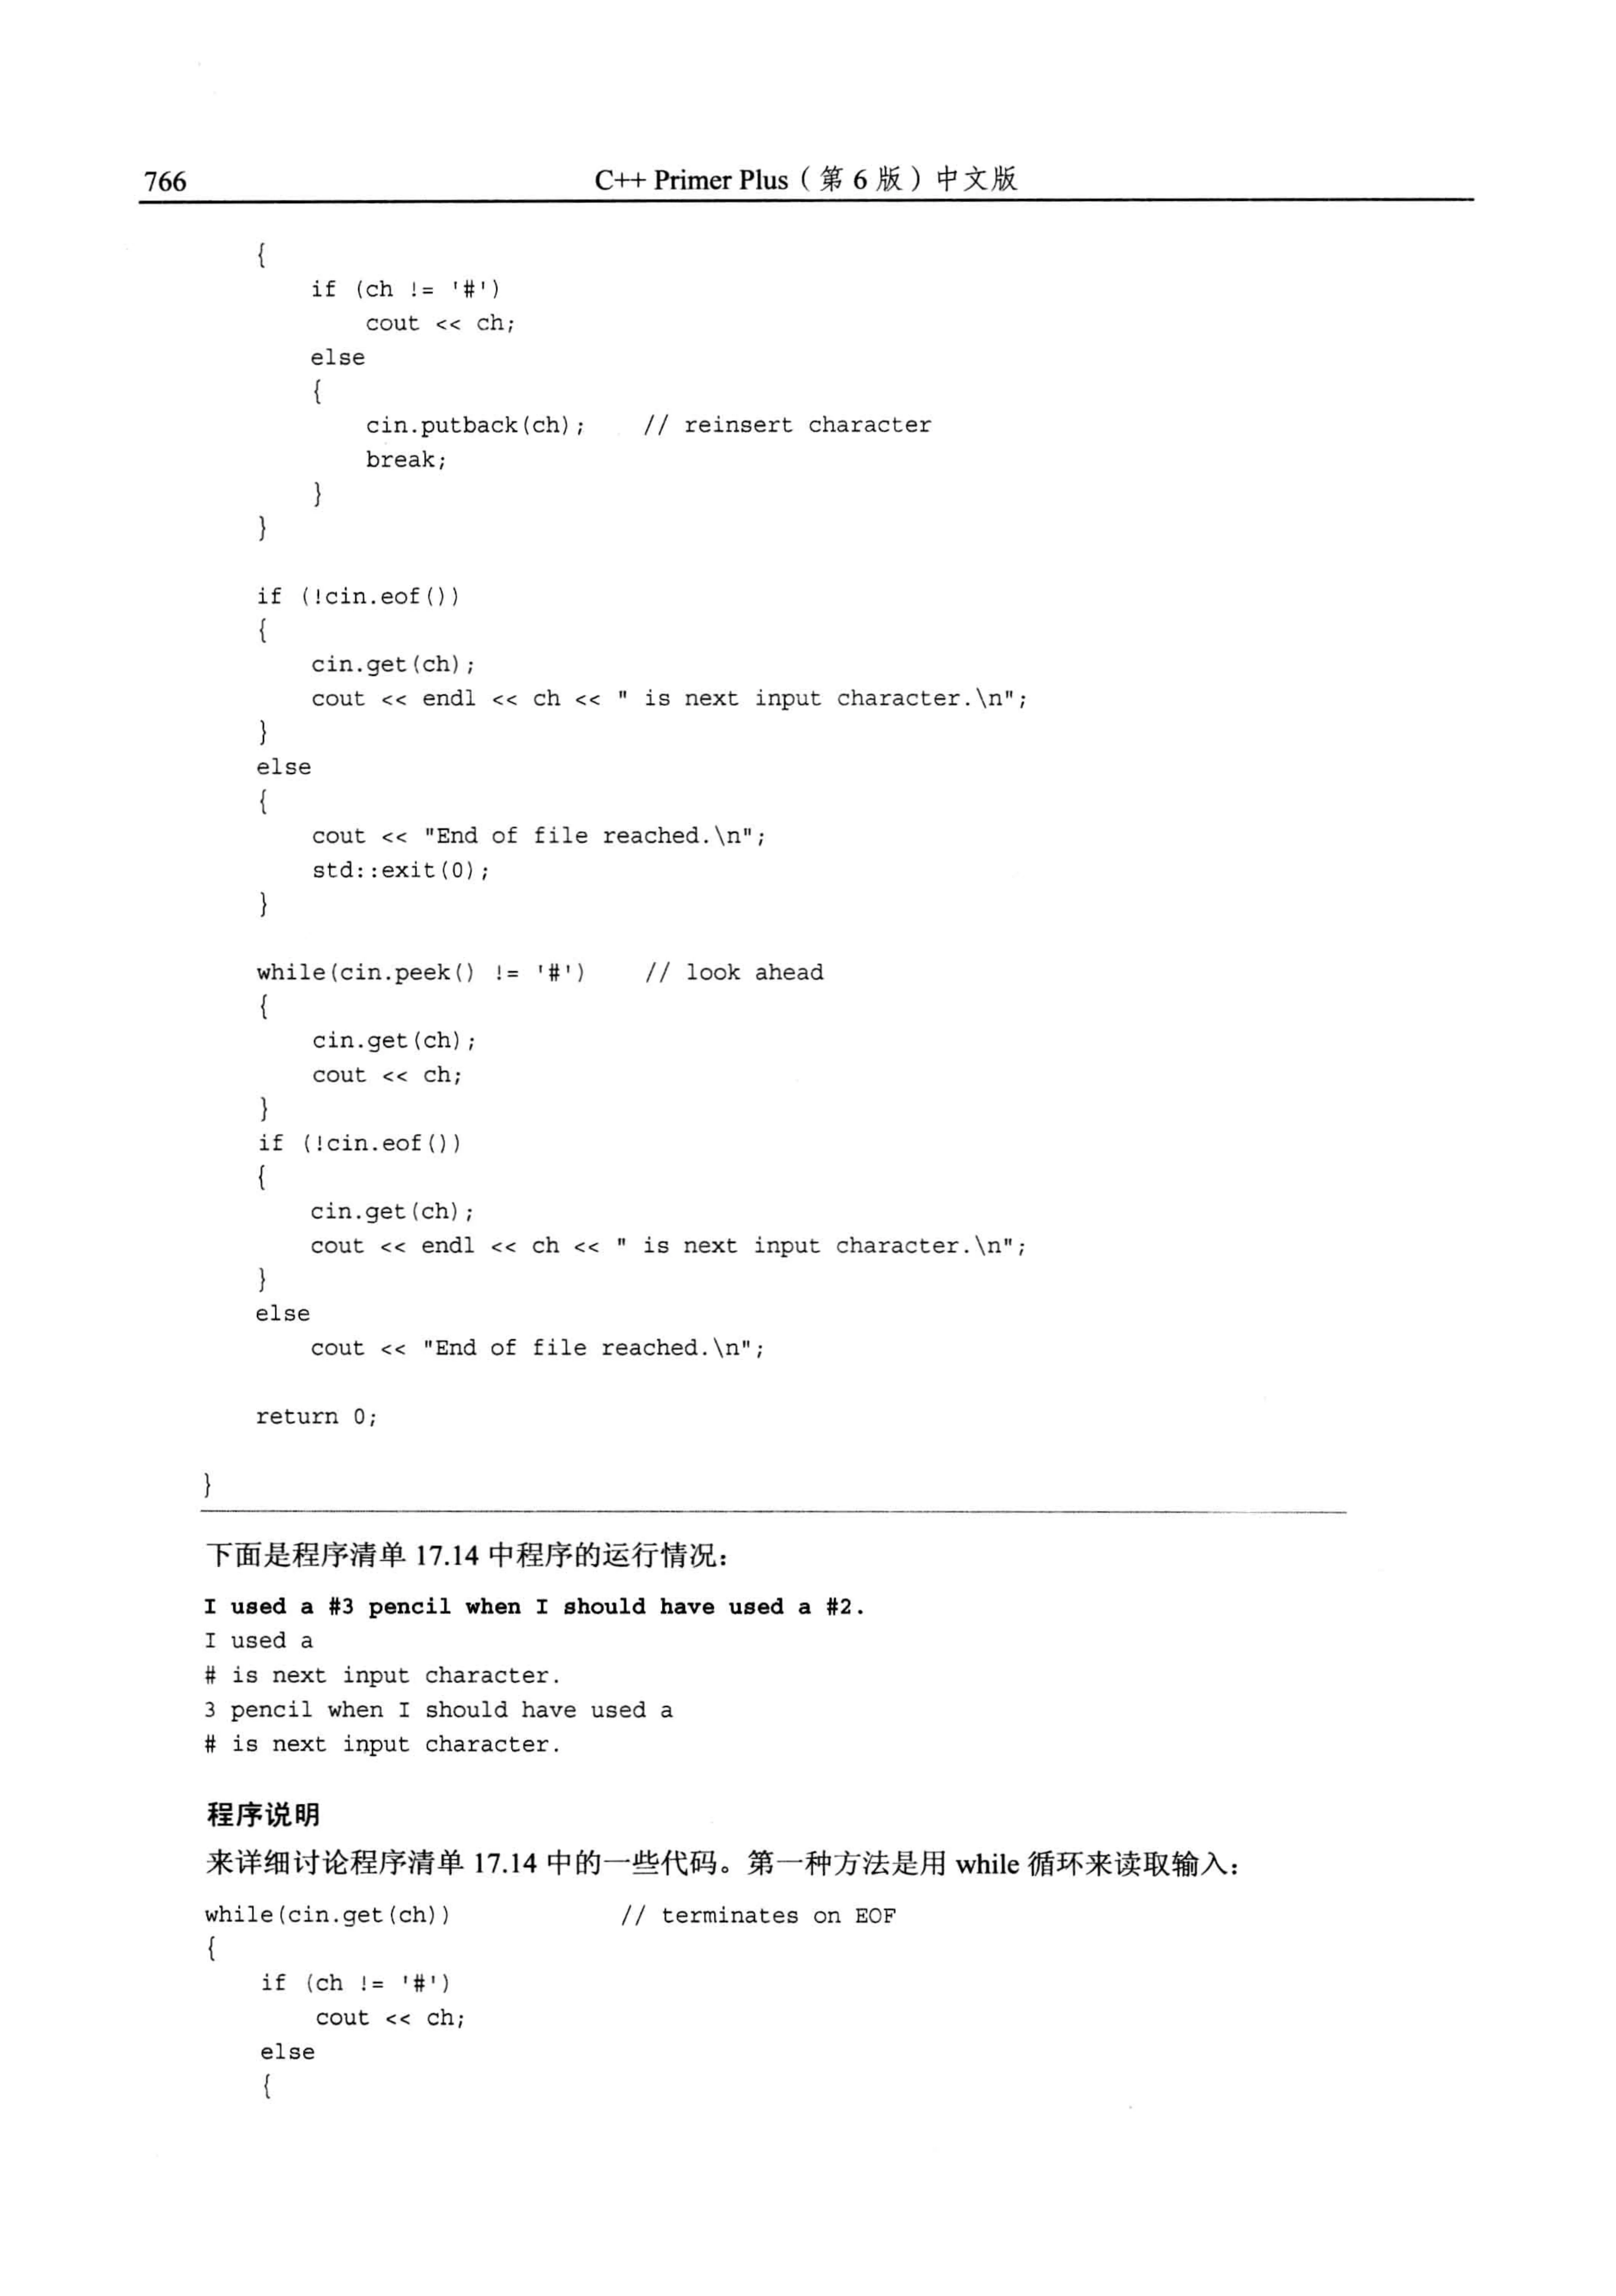 766
C++ Primer Plus（第 6 版）中文版
{
if (ch != '#')
cout << ch;
else
{
cin.putback(ch); // reinsert character
break;
}
}
if (!cin.eof())
{
cin.get(ch);
cout << endl << ch << " is next input character.\n";
}
else
{
cout << "End of file reached.\n";
std::exit(0);
}
while(cin.peek() != '#') // look ahead
{
cin.get(ch);
cout << ch;
}
if (!cin.eof())
{
cin.get(ch);
cout << endl << ch << " is next input character.\n";
}
else
cout << "End of file reached.\n";
return 0;
}
下面是程序清单 17.14 中程序的运行情况：
I used a #3 pencil when I should have used a #2.
I used a
# is next input character.
3 pencil when I should have used a
# is next input character.
程序说明
来详细讨论程序清单 17.14 中的一些代码。第一种方法是用 while 循环来读取输入：
while(cin.get(ch)) // terminates on EOF
{
if (ch != '#')
cout << ch;
else
{